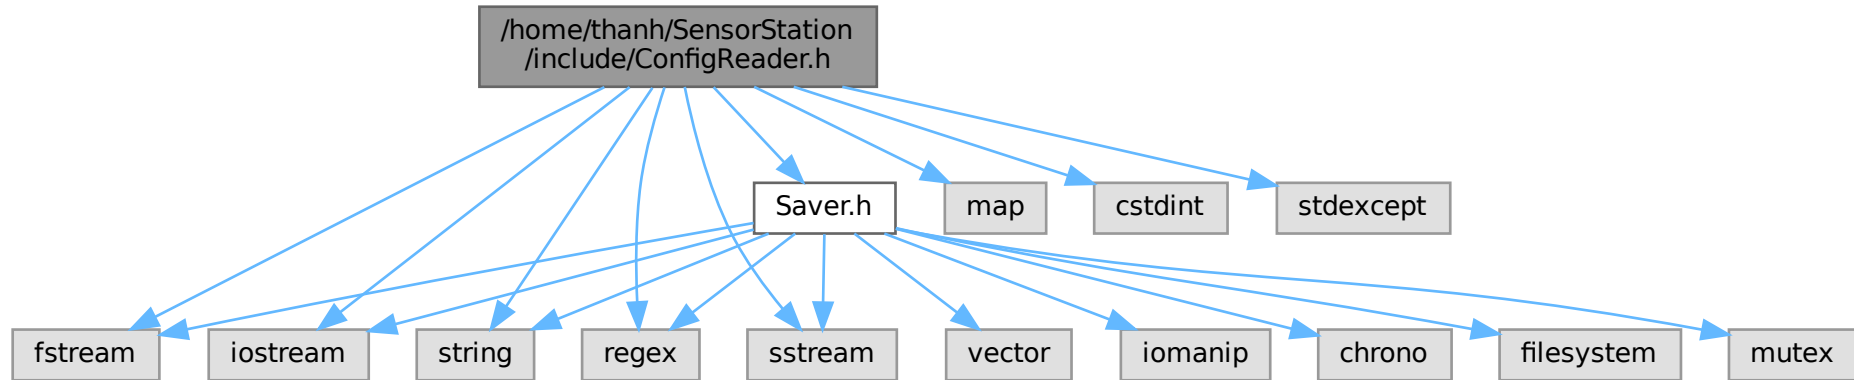 /home/thanh/SensorStation
/include/ConfigReader.h
Saver.h
map
cstdint
stdexcept
fstream
iostream
string
regex
sstream
vector
iomanip
chrono
filesystem
mutex